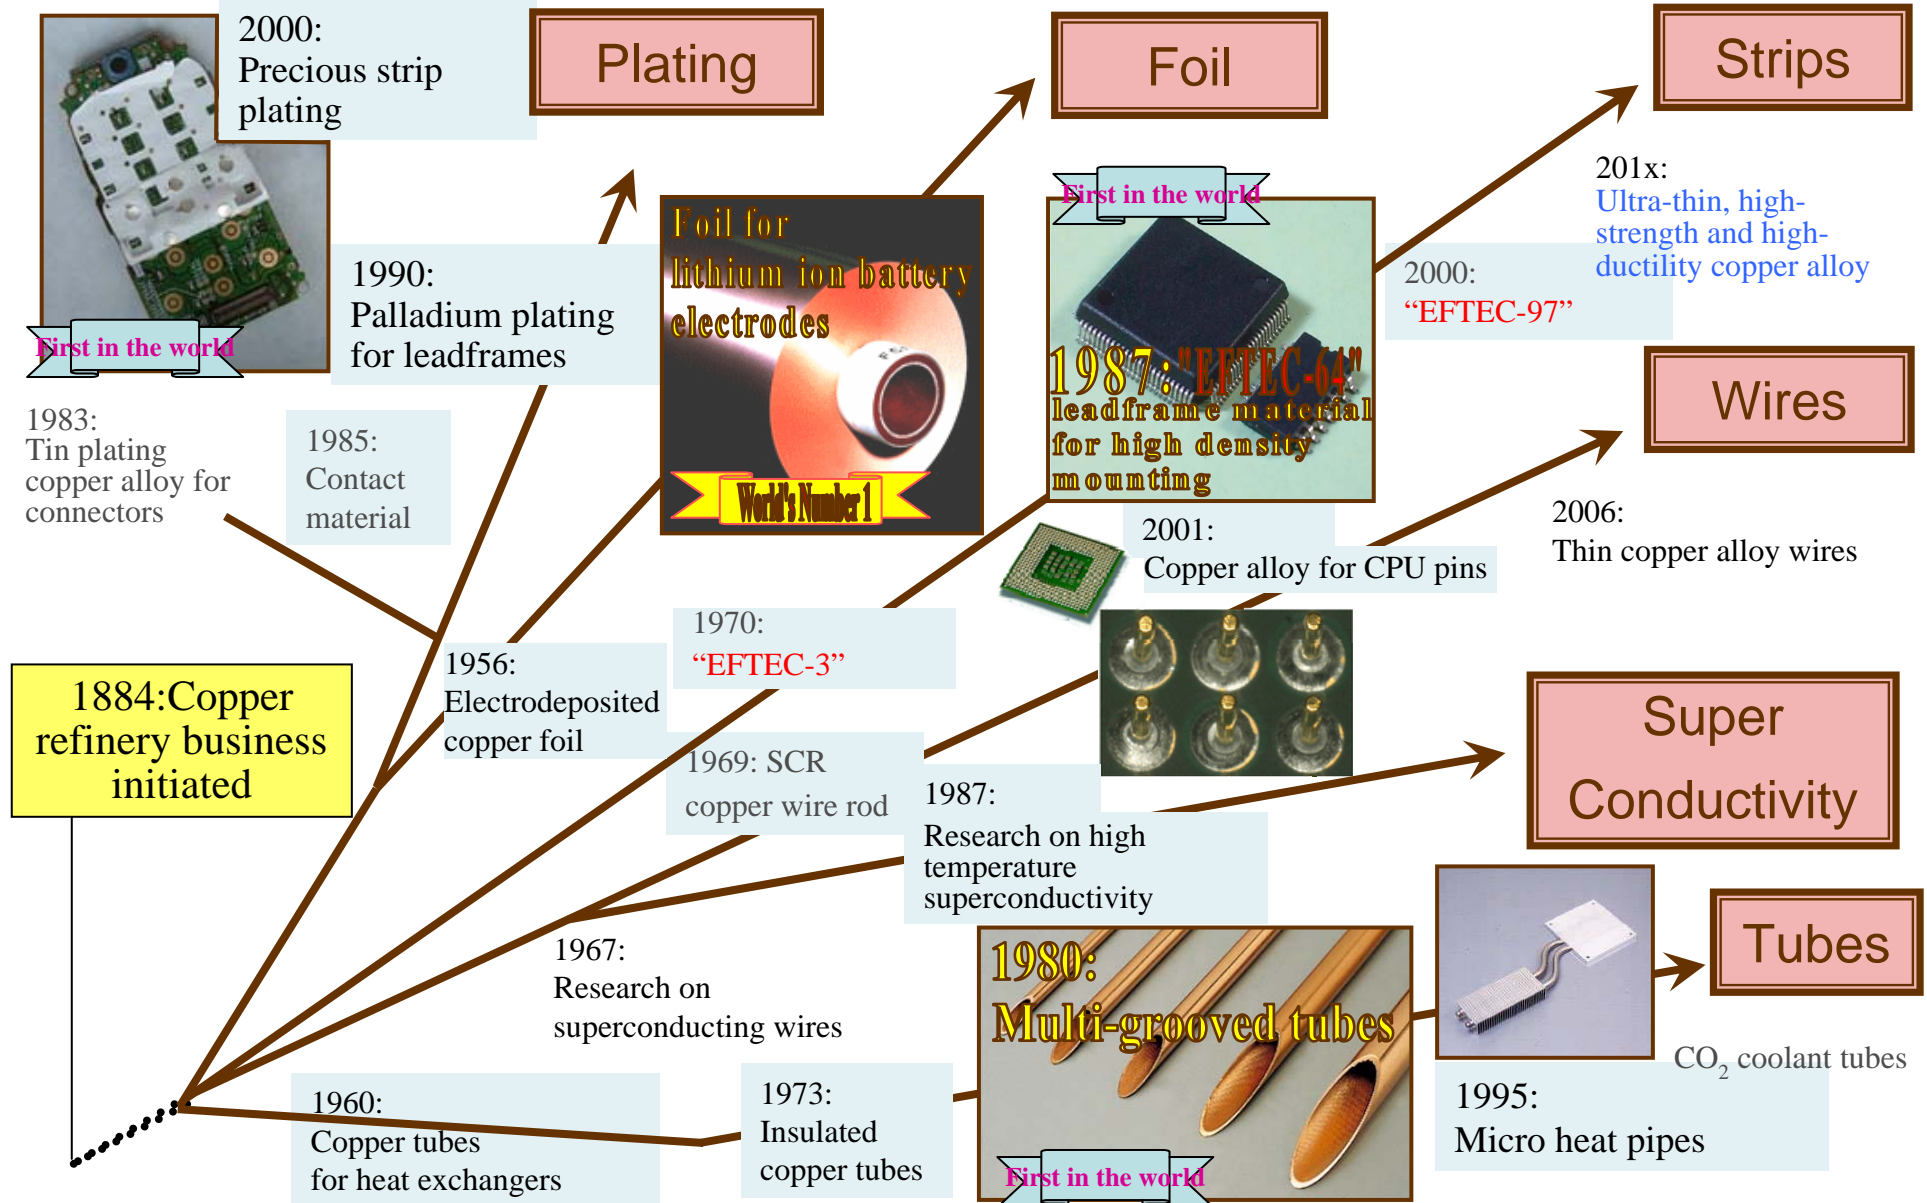 2000:
Precious strip
plating
Plating
Foil
Strips
First in the world
1990:
Palladium plating
for leadframes
Foil for
lithium ion battery
electrodes
World's Number 1
First in the world
1987:"EFTEC-64"
leadframe material
for high density
mounting
2000:
“EFTEC-97”
201x:
Ultra-thin, high-
strength and high-
ductility copper alloy
Wires
1983:
Tin plating
copper alloy for
connectors
1985:
Contact
material
2001:
Copper alloy for CPU pins
2006:
Thin copper alloy wires
1884:Copper
refinery business
initiated
1956:
Electrodeposited
copper foil
1970:
“EFTEC-3”
1969: SCR
copper wire rod
1987:
Research on high
temperature
superconductivity
Super
Conductivity
1967:
Research on
superconducting wires
Tubes
1960:
Copper tubes
for heat exchangers
1973:
Insulated
copper tubes
1980:
Multi-grooved tubes
First in the world
CO₂ coolant tubes
1995:
Micro heat pipes